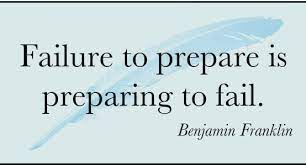 Failure to prepare is
preparing to fail.
Benjamin Franklin